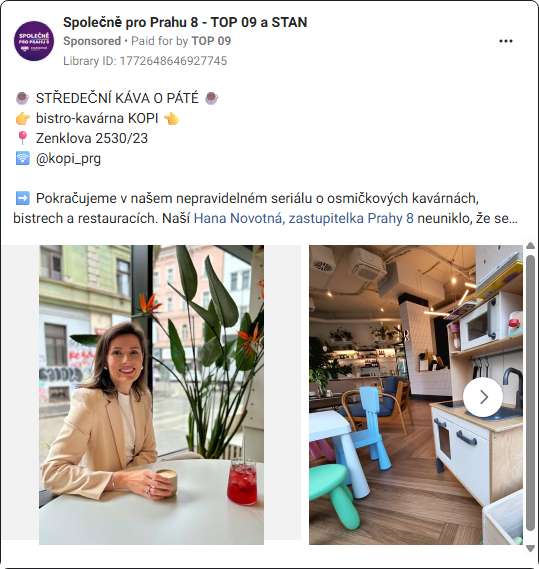 Společně pro Prahu 8 - TOP 09 a STAN
Sponsored • Paid for by TOP 09
Library ID: 1772648646927745
SPOLEČNĚ
PRO PRAHU 8
STŘEDEČNÍ KÁVA O PÁTÉ
bistro-kavárna KOPI
Zenklova 2530/23
@kopi_prg
Pokračujeme v našem nepravidelném seriálu o osmičkových kavárnách,
bistrech a restauracích. Naší Hana Novotná, zastupitelka Prahy 8 neuniklo, že se...